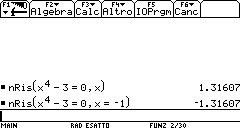 F1 F2 F3 F4 F5 F6
Algebra Calc Altro IOPrgm Canc
nRis(x⁴ - 3 = 0, x) 1.31607
nRis(x⁴ - 3 = 0, x = -1) -1.31607
MAIN RAD ESATTO FUNZ 2/30